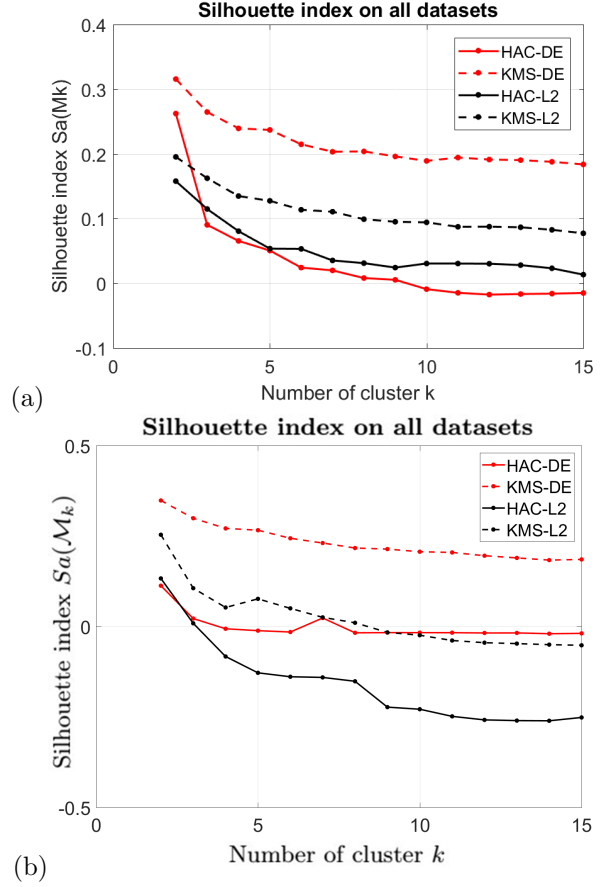 Silhouette index on all datasets
0.4
0.3
0.2
0.1
0
-0.1
Silhouette index Sa(Mk)
HAC-DE
KMS-DE
HAC-L2
KMS-L2
0
5
10
15
Number of cluster k
(a)
Silhouette index on all datasets
0.5
0
-0.5
Silhouette index Sa(ℳₖ)
HAC-DE
KMS-DE
HAC-L2
KMS-L2
0
5
10
15
Number of cluster k
(b)